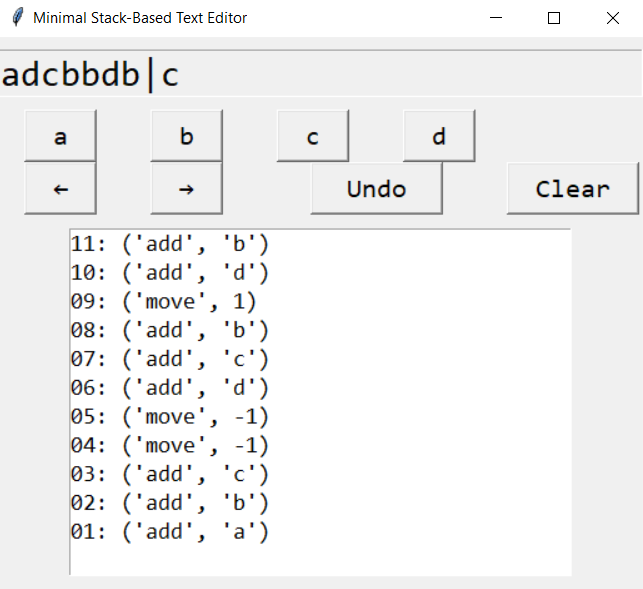 Minimal Stack-Based Text Editor
adcbbdb|c
a b c d
← → Undo Clear
11: ('add', 'b')
10: ('add', 'd')
09: ('move', 1)
08: ('add', 'b')
07: ('add', 'c')
06: ('add', 'd')
05: ('move', -1)
04: ('move', -1)
03: ('add', 'c')
02: ('add', 'b')
01: ('add', 'a')